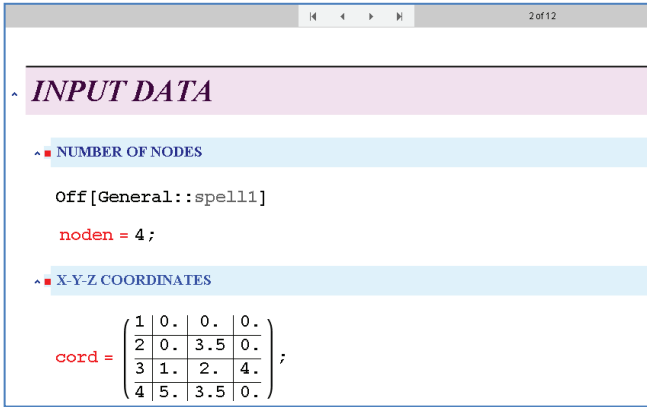 2 of 12
INPUT DATA
NUMBER OF NODES
Off[General::spell1]
noden = 4;
X-Y-Z COORDINATES
1 0. 0. 0.
2 0. 3.5 0.
cord = ;
3 1. 2. 4.
4 5. 3.5 0.